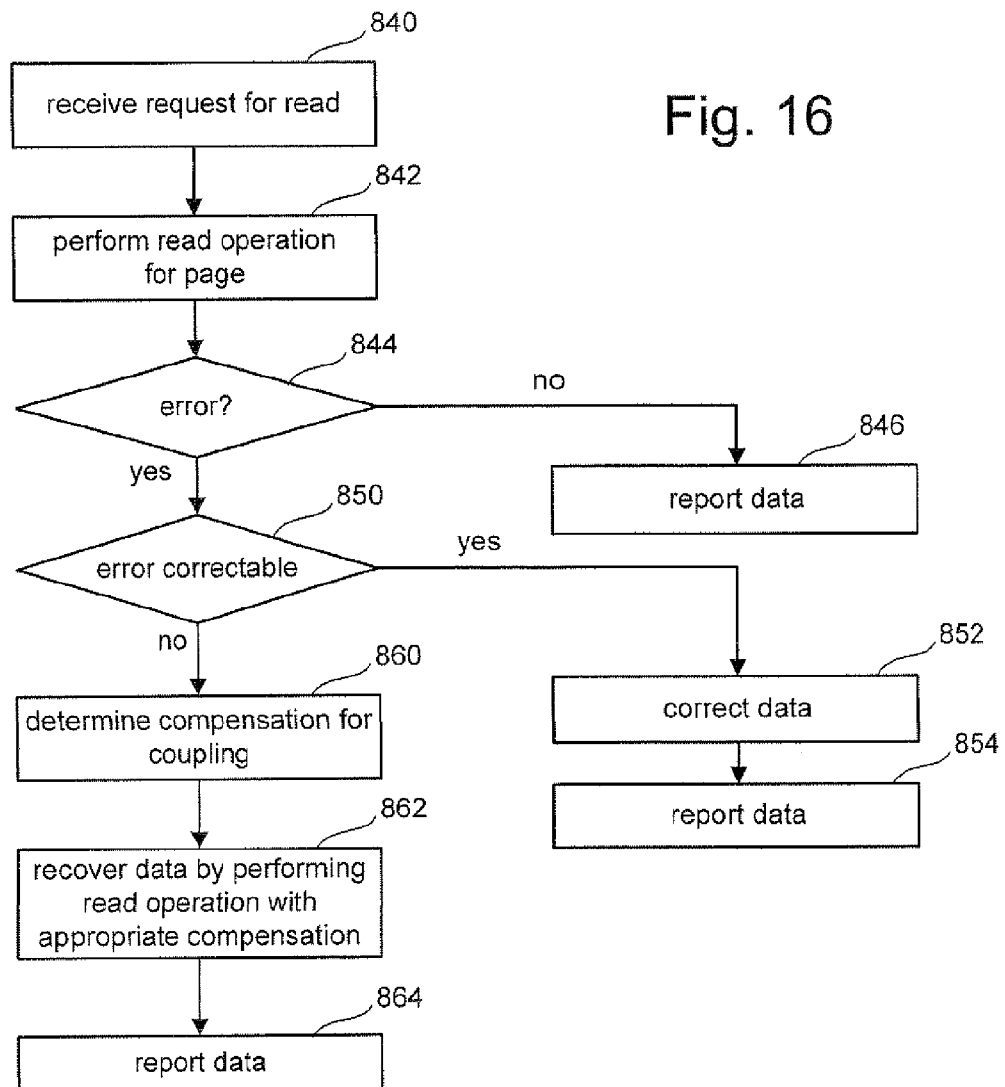 840
receive request for read
Fig. 16
842
perform read operation
for page
844
error?
no
yes
846
report data
850
error correctable
yes
no
852
correct data
854
report data
860
determine compensation for
coupling
862
recover data by performing
read operation with
appropriate compensation
864
report data